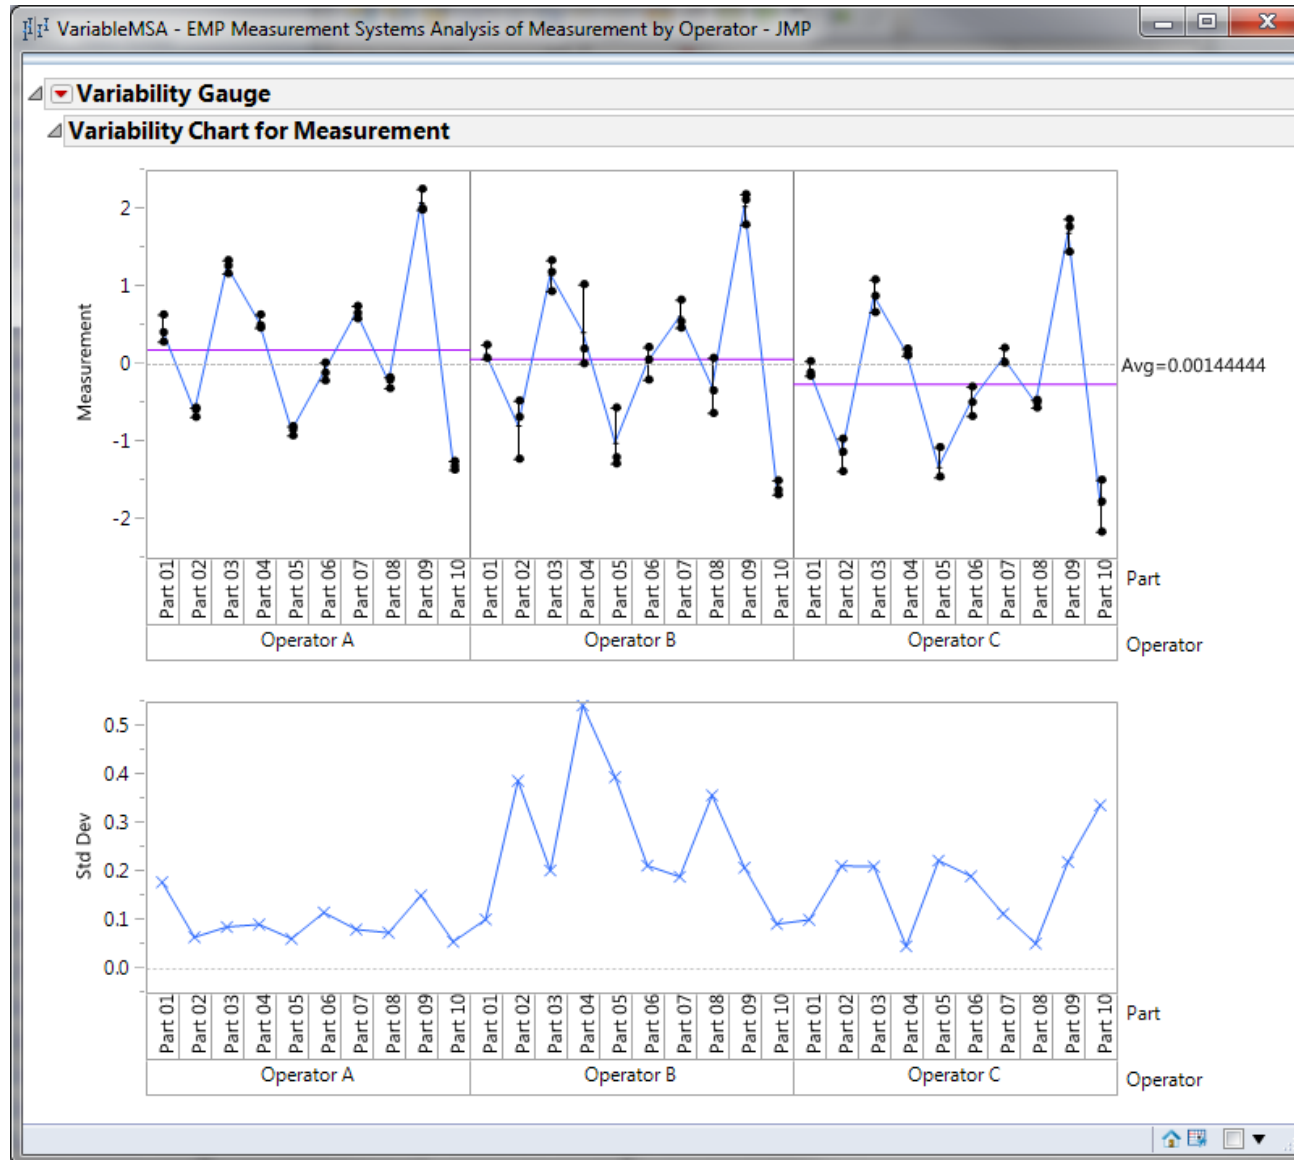 VariableMSA - EMP Measurement Systems Analysis of Measurement by Operator - JMP
Variability Gauge
Variability Chart for Measurement
Measurement
2
1
0
-1
-2
Avg=0.00144444
Part 01 Part 02 Part 03 Part 04 Part 05 Part 06 Part 07 Part 08 Part 09 Part 10 Part 01 Part 02 Part 03 Part 04 Part 05 Part 06 Part 07 Part 08 Part 09 Part 10 Part 01 Part 02 Part 03 Part 04 Part 05 Part 06 Part 07 Part 08 Part 09 Part 10 Part
Operator A Operator B Operator C Operator
Std Dev
0.5
0.4
0.3
0.2
0.1
0.0
Part 01 Part 02 Part 03 Part 04 Part 05 Part 06 Part 07 Part 08 Part 09 Part 10 Part 01 Part 02 Part 03 Part 04 Part 05 Part 06 Part 07 Part 08 Part 09 Part 10 Part 01 Part 02 Part 03 Part 04 Part 05 Part 06 Part 07 Part 08 Part 09 Part 10 Part
Operator A Operator B Operator C Operator